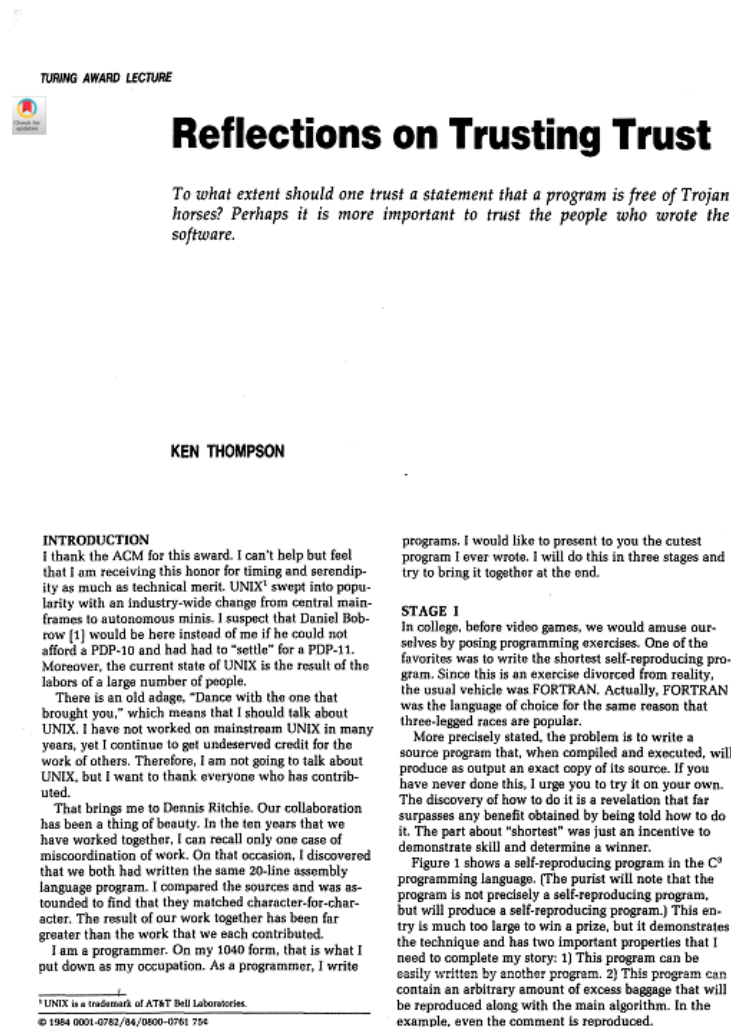 TURING AWARD LECTURE
Check for
updates
Reflections on Trusting Trust
To what extent should one trust a statement that a program is free of Trojan
horses? Perhaps it is more important to trust the people who wrote the
software.
KEN THOMPSON
INTRODUCTION
I thank the ACM for this award. I can't help but feel
that I am receiving this honor for timing and serendip-
ity as much as technical merit. UNIX¹ swept into popu-
larity with an industry-wide change from central main-
frames to autonomous minis. I suspect that Daniel Bob-
row [1] would be here instead of me if he could not
afford a PDP-10 and had had to "settle" for a PDP-11.
Moreover, the current state of UNIX is the result of the
labors of a large number of people.
There is an old adage, "Dance with the one that
brought you," which means that I should talk about
UNIX. I have not worked on mainstream UNIX in many
years, yet I continue to get undeserved credit for the
work of others. Therefore, I am not going to talk about
UNIX, but I want to thank everyone who has contrib-
uted.
That brings me to Dennis Ritchie. Our collaboration
has been a thing of beauty. In the ten years that we
have worked together, I can recall only one case of
miscoordination of work. On that occasion, I discovered
that we both had written the same 20-line assembly
language program. I compared the sources and was as-
tounded to find that they matched character-for-char-
acter. The result of our work together has been far
greater than the work that we each contributed.
I am a programmer. On my 1040 form, that is what I
put down as my occupation. As a programmer, I write
¹ UNIX is a trademark of AT&T Bell Laboratories.
© 1984 0001-0782/84/0800-0761 75¢
programs. I would like to present to you the cutest
program I ever wrote. I will do this in three stages and
try to bring it together at the end.
STAGE I
In college, before video games, we would amuse our-
selves by posing programming exercises. One of the
favorites was to write the shortest self-reproducing pro-
gram. Since this is an exercise divorced from reality,
the usual vehicle was FORTRAN. Actually, FORTRAN
was the language of choice for the same reason that
three-legged races are popular.
More precisely stated, the problem is to write a
source program that, when compiled and executed, will
produce as output an exact copy of its source. If you
have never done this, I urge you to try it on your own.
The discovery of how to do it is a revelation that far
surpasses any benefit obtained by being told how to do
it. The part about "shortest" was just an incentive to
demonstrate skill and determine a winner.
Figure 1 shows a self-reproducing program in the C³
programming language. (The purist will note that the
program is not precisely a self-reproducing program,
but will produce a self-reproducing program.) This en-
try is much too large to win a prize, but it demonstrates
the technique and has two important properties that I
need to complete my story: 1) This program can be
easily written by another program. 2) This program can
contain an arbitrary amount of excess baggage that will
be reproduced along with the main algorithm. In the
example, even the comment is reproduced.